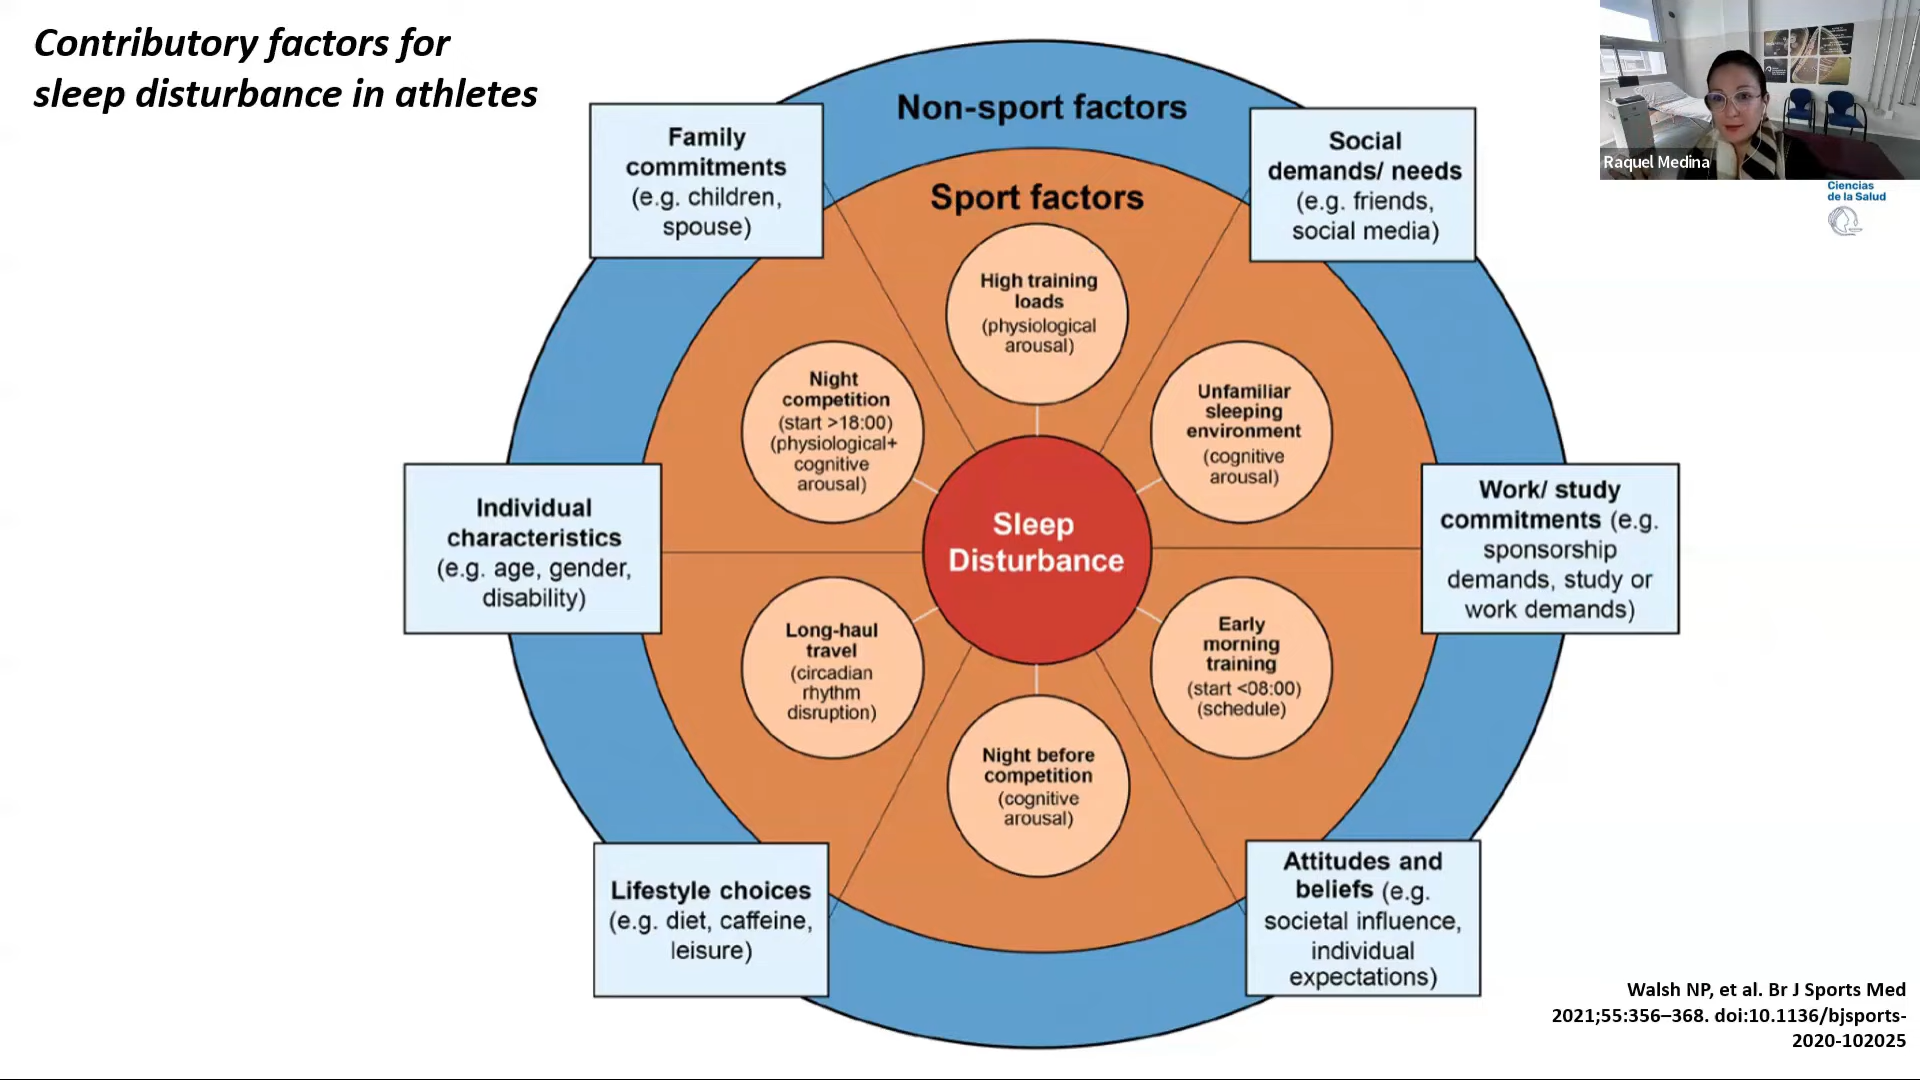 Contributory factors for
sleep disturbance in athletes
Non-sport factors
Sport factors
Family
commitments
(e.g. children,
spouse)
Social
demands/ needs
(e.g. friends,
social media)
High training
loads
(physiological
arousal)
Night
competition
(start >18:00)
(physiological+
cognitive
arousal)
Unfamiliar
sleeping
environment
(cognitive
arousal)
Individual
characteristics
(e.g. age, gender,
disability)
Sleep
Disturbance
Work/ study
commitments (e.g.
sponsorship
demands, study or
work demands)
Long-haul
travel
(circadian
rhythm
disruption)
Early
morning
training
(start <08:00)
(schedule)
Night before
competition
(cognitive
arousal)
Lifestyle choices
(e.g. diet, caffeine,
leisure)
Attitudes and
beliefs (e.g.
societal influence,
individual
expectations)
Raquel Medina
Ciencias
de la Salud
Walsh NP, et al. Br J Sports Med
2021;55:356–368. doi:10.1136/bjsports-
2020-102025